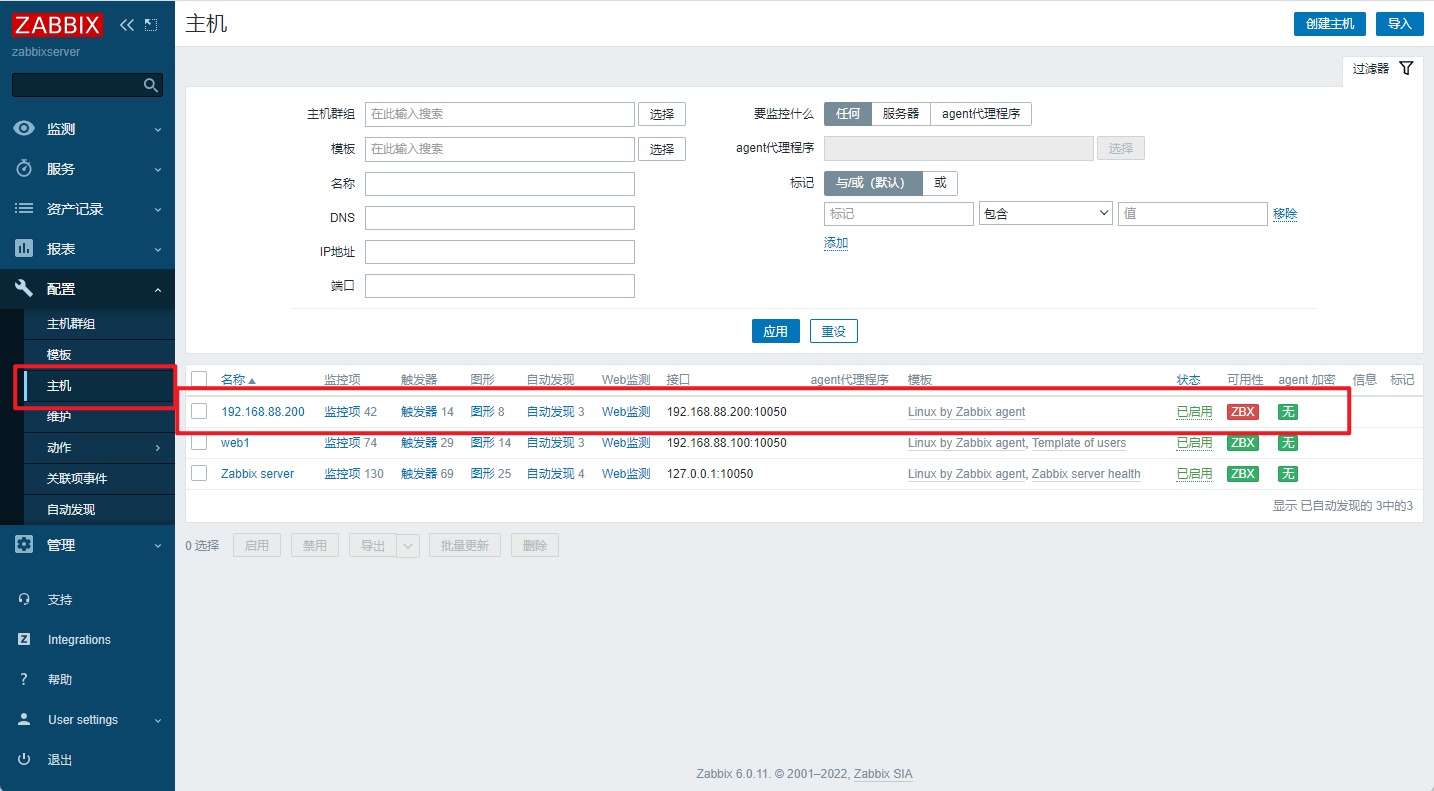 ZABBIX
zabbixserver
监测
服务
资产记录
报表
配置
主机群组
模板
主机
维护
动作
关联项事件
自动发现
管理
支持
Integrations
帮助
User settings
退出
主机
创建主机 导入
过滤器
主机群组 在此输入搜索 选择
模板 在此输入搜索 选择
名称
DNS
IP地址
端口
要监控什么 任何 服务器 agent代理程序
agent代理程序 选择
标记 与/或（默认） 或
标记 包含 值 移除
添加
应用 重设
名称 监控项 触发器 图形 自动发现 Web监测 接口 agent代理程序 模板 状态 可用性 agent 加密 信息 标记
192.168.88.200 监控项 42 触发器 14 图形 8 自动发现 3 Web监测 192.168.88.200:10050 Linux by Zabbix agent 已启用 ZBX 无
web1 监控项 74 触发器 29 图形 14 自动发现 3 Web监测 192.168.88.100:10050 Linux by Zabbix agent, Template of users 已启用 ZBX 无
Zabbix server 监控项 130 触发器 69 图形 25 自动发现 4 Web监测 127.0.0.1:10050 Linux by Zabbix agent, Zabbix server health 已启用 ZBX 无
显示 已自动发现的 3中的3
0 选择 启用 禁用 导出 批量更新 删除
Zabbix 6.0.11. © 2001–2022, Zabbix SIA